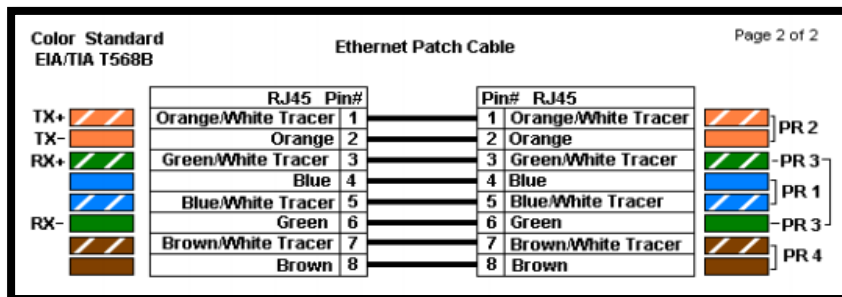 Color Standard
EIA/TIA T568B
Ethernet Patch Cable
Page 2 of 2
RJ45 Pin# Pin# RJ45
TX+ Orange/White Tracer 1 1 Orange/White Tracer PR 2
TX- Orange 2 2 Orange
RX+ Green/White Tracer 3 3 Green/White Tracer PR 3
Blue 4 4 Blue PR 1
Blue/White Tracer 5 5 Blue/White Tracer
RX- Green 6 6 Green PR 3
Brown/White Tracer 7 7 Brown/White Tracer PR 4
Brown 8 8 Brown